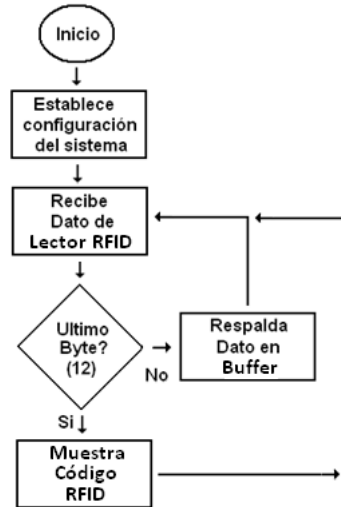 Inicio
Establece
configuración
del sistema
Recibe
Dato de
Lector RFID
Ultimo
Byte?
(12)
No
Respalda
Dato en
Buffer
Si
Muestra
Código
RFID